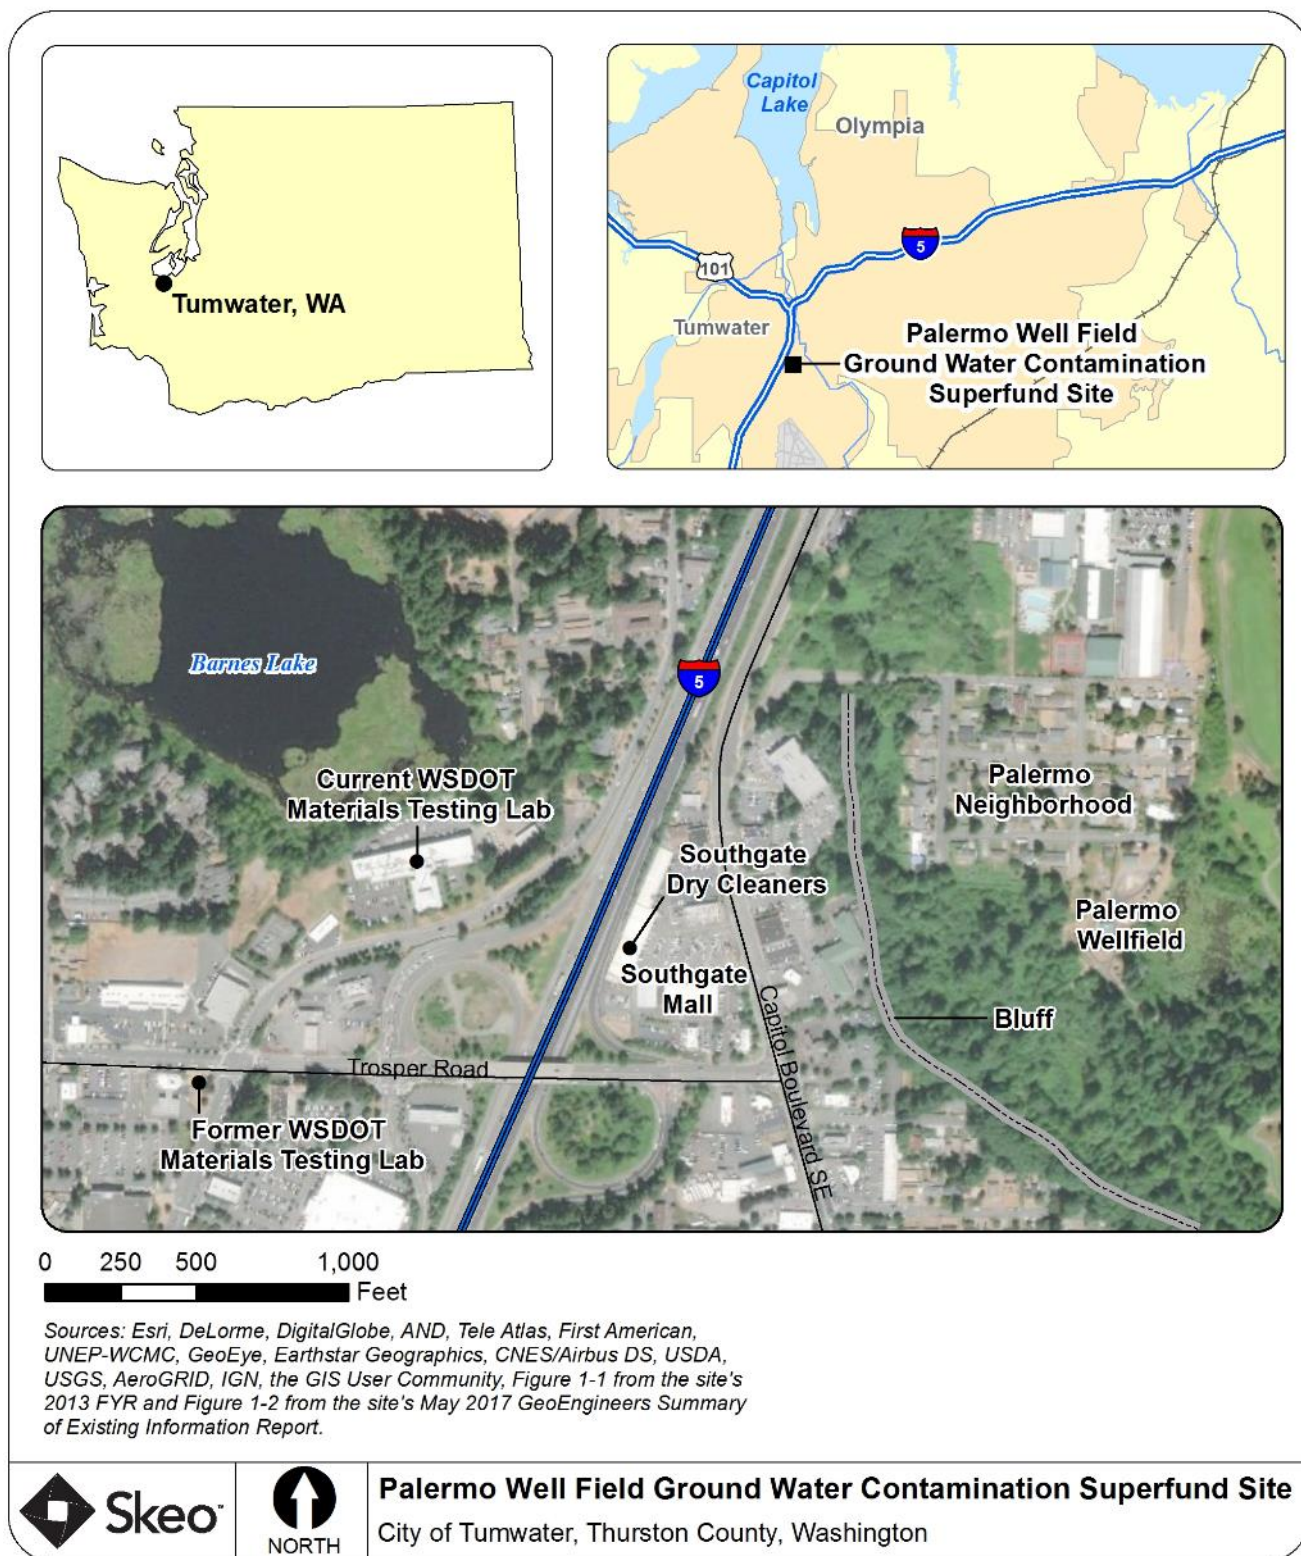 Tumwater, WA
Capitol
Lake
Olympia
101
5
Tumwater
Palermo Well Field
Ground Water Contamination
Superfund Site
Barnes Lake
5
Current WSDOT
Materials Testing Lab
Palermo
Neighborhood
Southgate
Dry Cleaners
Palermo
Wellfield
Southgate
Mall
Capitol Boulevard SE
Bluff
Trosper Road
Former WSDOT
Materials Testing Lab
0 250 500 1,000
Feet
Sources: Esri, DeLorme, DigitalGlobe, AND, Tele Atlas, First American,
UNEP-WCMC, GeoEye, Earthstar Geographics, CNES/Airbus DS, USDA,
USGS, AeroGRID, IGN, the GIS User Community, Figure 1-1 from the site's
2013 FYR and Figure 1-2 from the site's May 2017 GeoEngineers Summary
of Existing Information Report.
Skeo™
NORTH
Palermo Well Field Ground Water Contamination Superfund Site
City of Tumwater, Thurston County, Washington